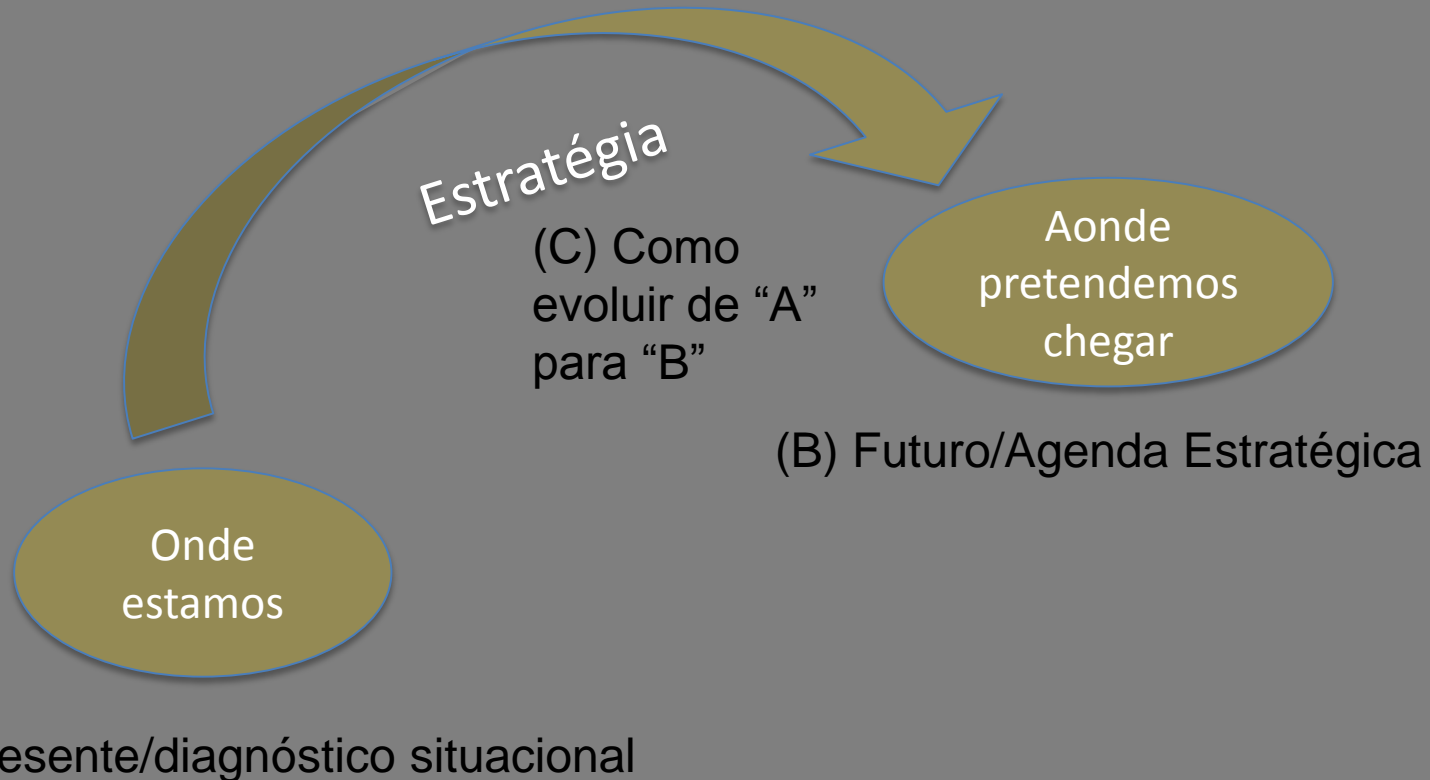 Estratégia
(C) Como
evoluir de “A”
para “B”
Aonde
pretendemos
chegar
(B) Futuro/Agenda Estratégica
Onde
estamos
esente/diagnóstico situacional